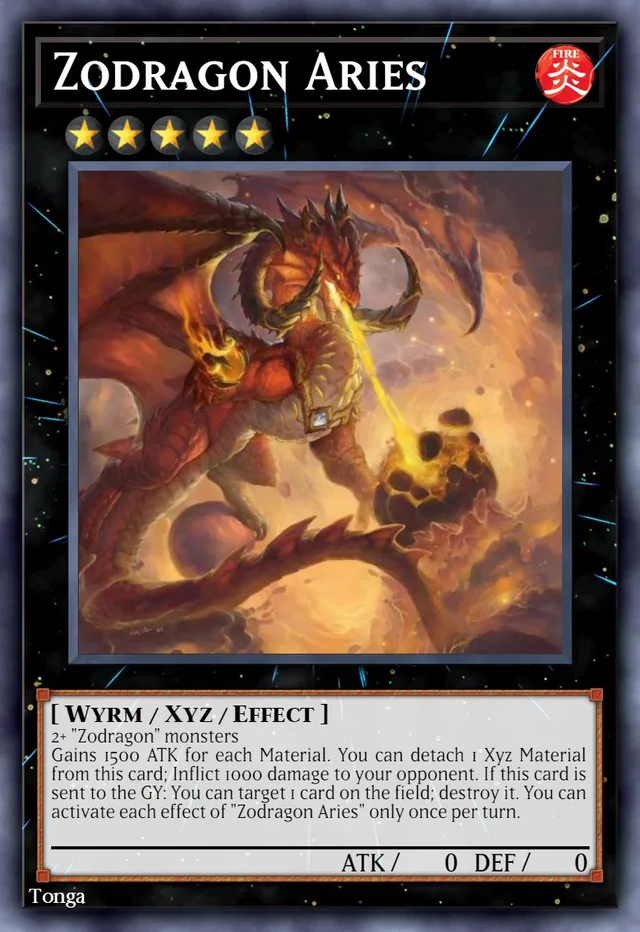 Zodragon Aries
FIRE
炎
[ Wyrm / Xyz / Effect ]
2+ "Zodragon" monsters
Gains 1500 ATK for each Material. You can detach 1 Xyz Material
from this card; Inflict 1000 damage to your opponent. If this card is
sent to the GY: You can target 1 card on the field; destroy it. You can
activate each effect of "Zodragon Aries" only once per turn.
ATK / 0 DEF / 0
Tonga